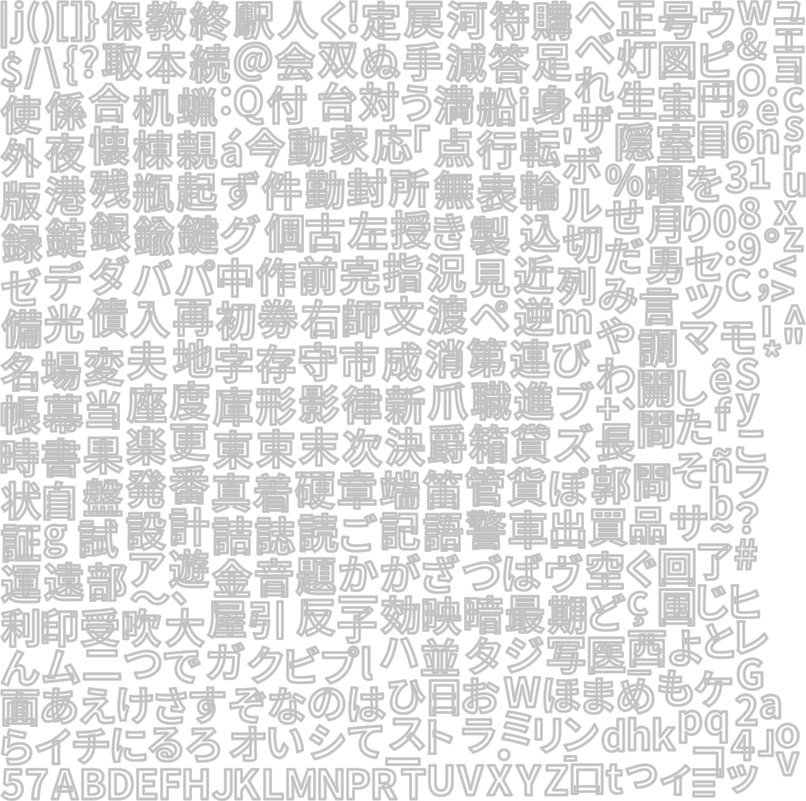 |j()[]}保教終駅人く!定戻河符購へ正号ウw ユ
$/\{?取本続@会双ぬ手減答足べ灯図ピ&エ
使係合机蝋:Q付台対う満船i身れ生宝円O.ヨ
外夜懐棟親á今動家応「点行転'ザ隠室目,6ec
版港残瓶起ず件勤封所無表輪ボ%曜を31ns
録錠銀鍮鍵グ個古左授き製込ル切せ月り08ru
ゼデダババ中作前完指況見近列だ男セ:9°xz
備光債入再初券右師文渡ぺ逆mみ言ツC;<>
名場変夫地字存守市成消第連びや調マモ|^"
帳幕当座度庫形影律新爪職進ブわ開しêS*
時書果楽更東東末次決爵箱貸ズ+、長間たfy
状自盤発番真着硬章端笛管貨ぽ郭問そñフ
証g試設計詰誌読ご記語警車出買品サb?
運遠部ア遊金音題かがざづばヴ空ぐ回了~#
利印受吹大屋引反子効映暗最期どç国じヒ
んム二つでガクビプlハ並タジ写医西よとレ
面あえけさすぞなのはひ日おWほまめもケG
らイチにるろオいシてストラミリンdhkpq24a
57ABDEFHJKLMNPRTUVXYZ口tっィニツ」ov